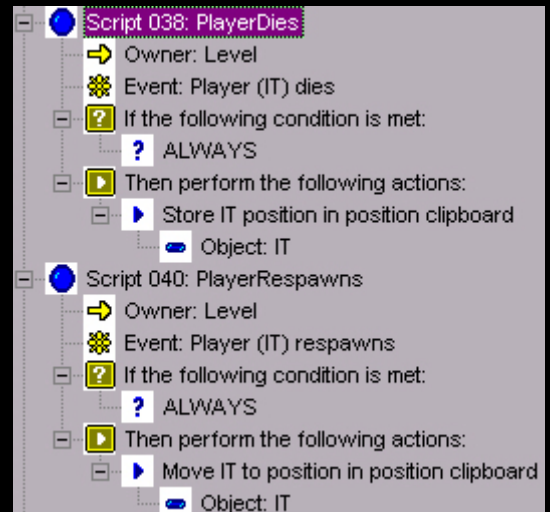 Script 038: PlayerDies
Owner: Level
Event: Player (IT) dies
If the following condition is met:
? ALWAYS
Then perform the following actions:
Store IT position in position clipboard
Object: IT
Script 040: PlayerRespawns
Owner: Level
Event: Player (IT) respawns
If the following condition is met:
? ALWAYS
Then perform the following actions:
Move IT to position in position clipboard
Object: IT